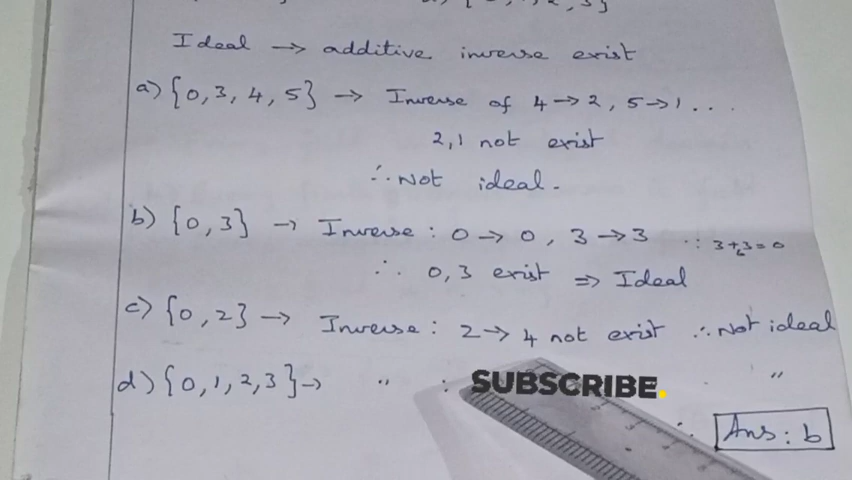 Ideal → additive inverse exist
a) {0, 3, 4, 5} → Inverse of 4→2, 5→1...
2, 1 not exist
∴ Not ideal.
b) {0, 3} → Inverse : 0 → 0, 3 → 3 ∵ 3 +₆ 3 = 0
∴ 0, 3 exist ⇒ Ideal
c) {0, 2} → Inverse : 2 → 4 not exist ∴ Not ideal
d) {0, 1, 2, 3} → " : "
SUBSCRIBE.
∴ Ans : b